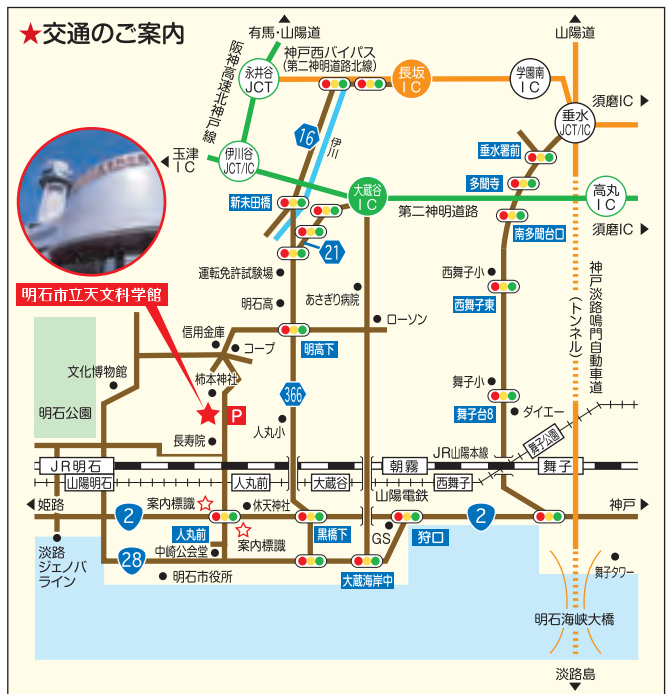 ★交通のご案内
有馬・山陽道
山陽道
阪神高速北神戸線
神戸西バイパス
(第二神明道路北線)
永井谷
JCT
長坂
IC
学園南
IC
須磨IC
垂水
JCT/IC
16
伊川
玉津
IC
伊川谷
JCT/IC
垂水署前
多聞寺
大蔵谷
IC
高丸
IC
新未田橋
第二神明道路
南多聞台口
須磨IC
21
運転免許試験場
西舞子小
あさぎり病院
西舞子東
神戸淡路鳴門自動車道
(トンネル)
明石市立天文科学館
明石高
ローソン
信用金庫
コープ
明高下
文化博物館
柿本神社
366
舞子小
明石公園
P
人丸小
舞子台8
ダイエー
長寿院
舞子公園
JR山陽本線
JR明石
朝霧
舞子
山陽明石
人丸前
大蔵谷
西舞子
山陽電鉄
姫路
案内標識
休天神社
神戸
2
2
人丸前
黒橋下
GS
狩口
案内標識
淡路
ジェノバ
ライン
28
中崎公会堂
明石市役所
大蔵海岸中
舞子タワー
明石海峡大橋
淡路島